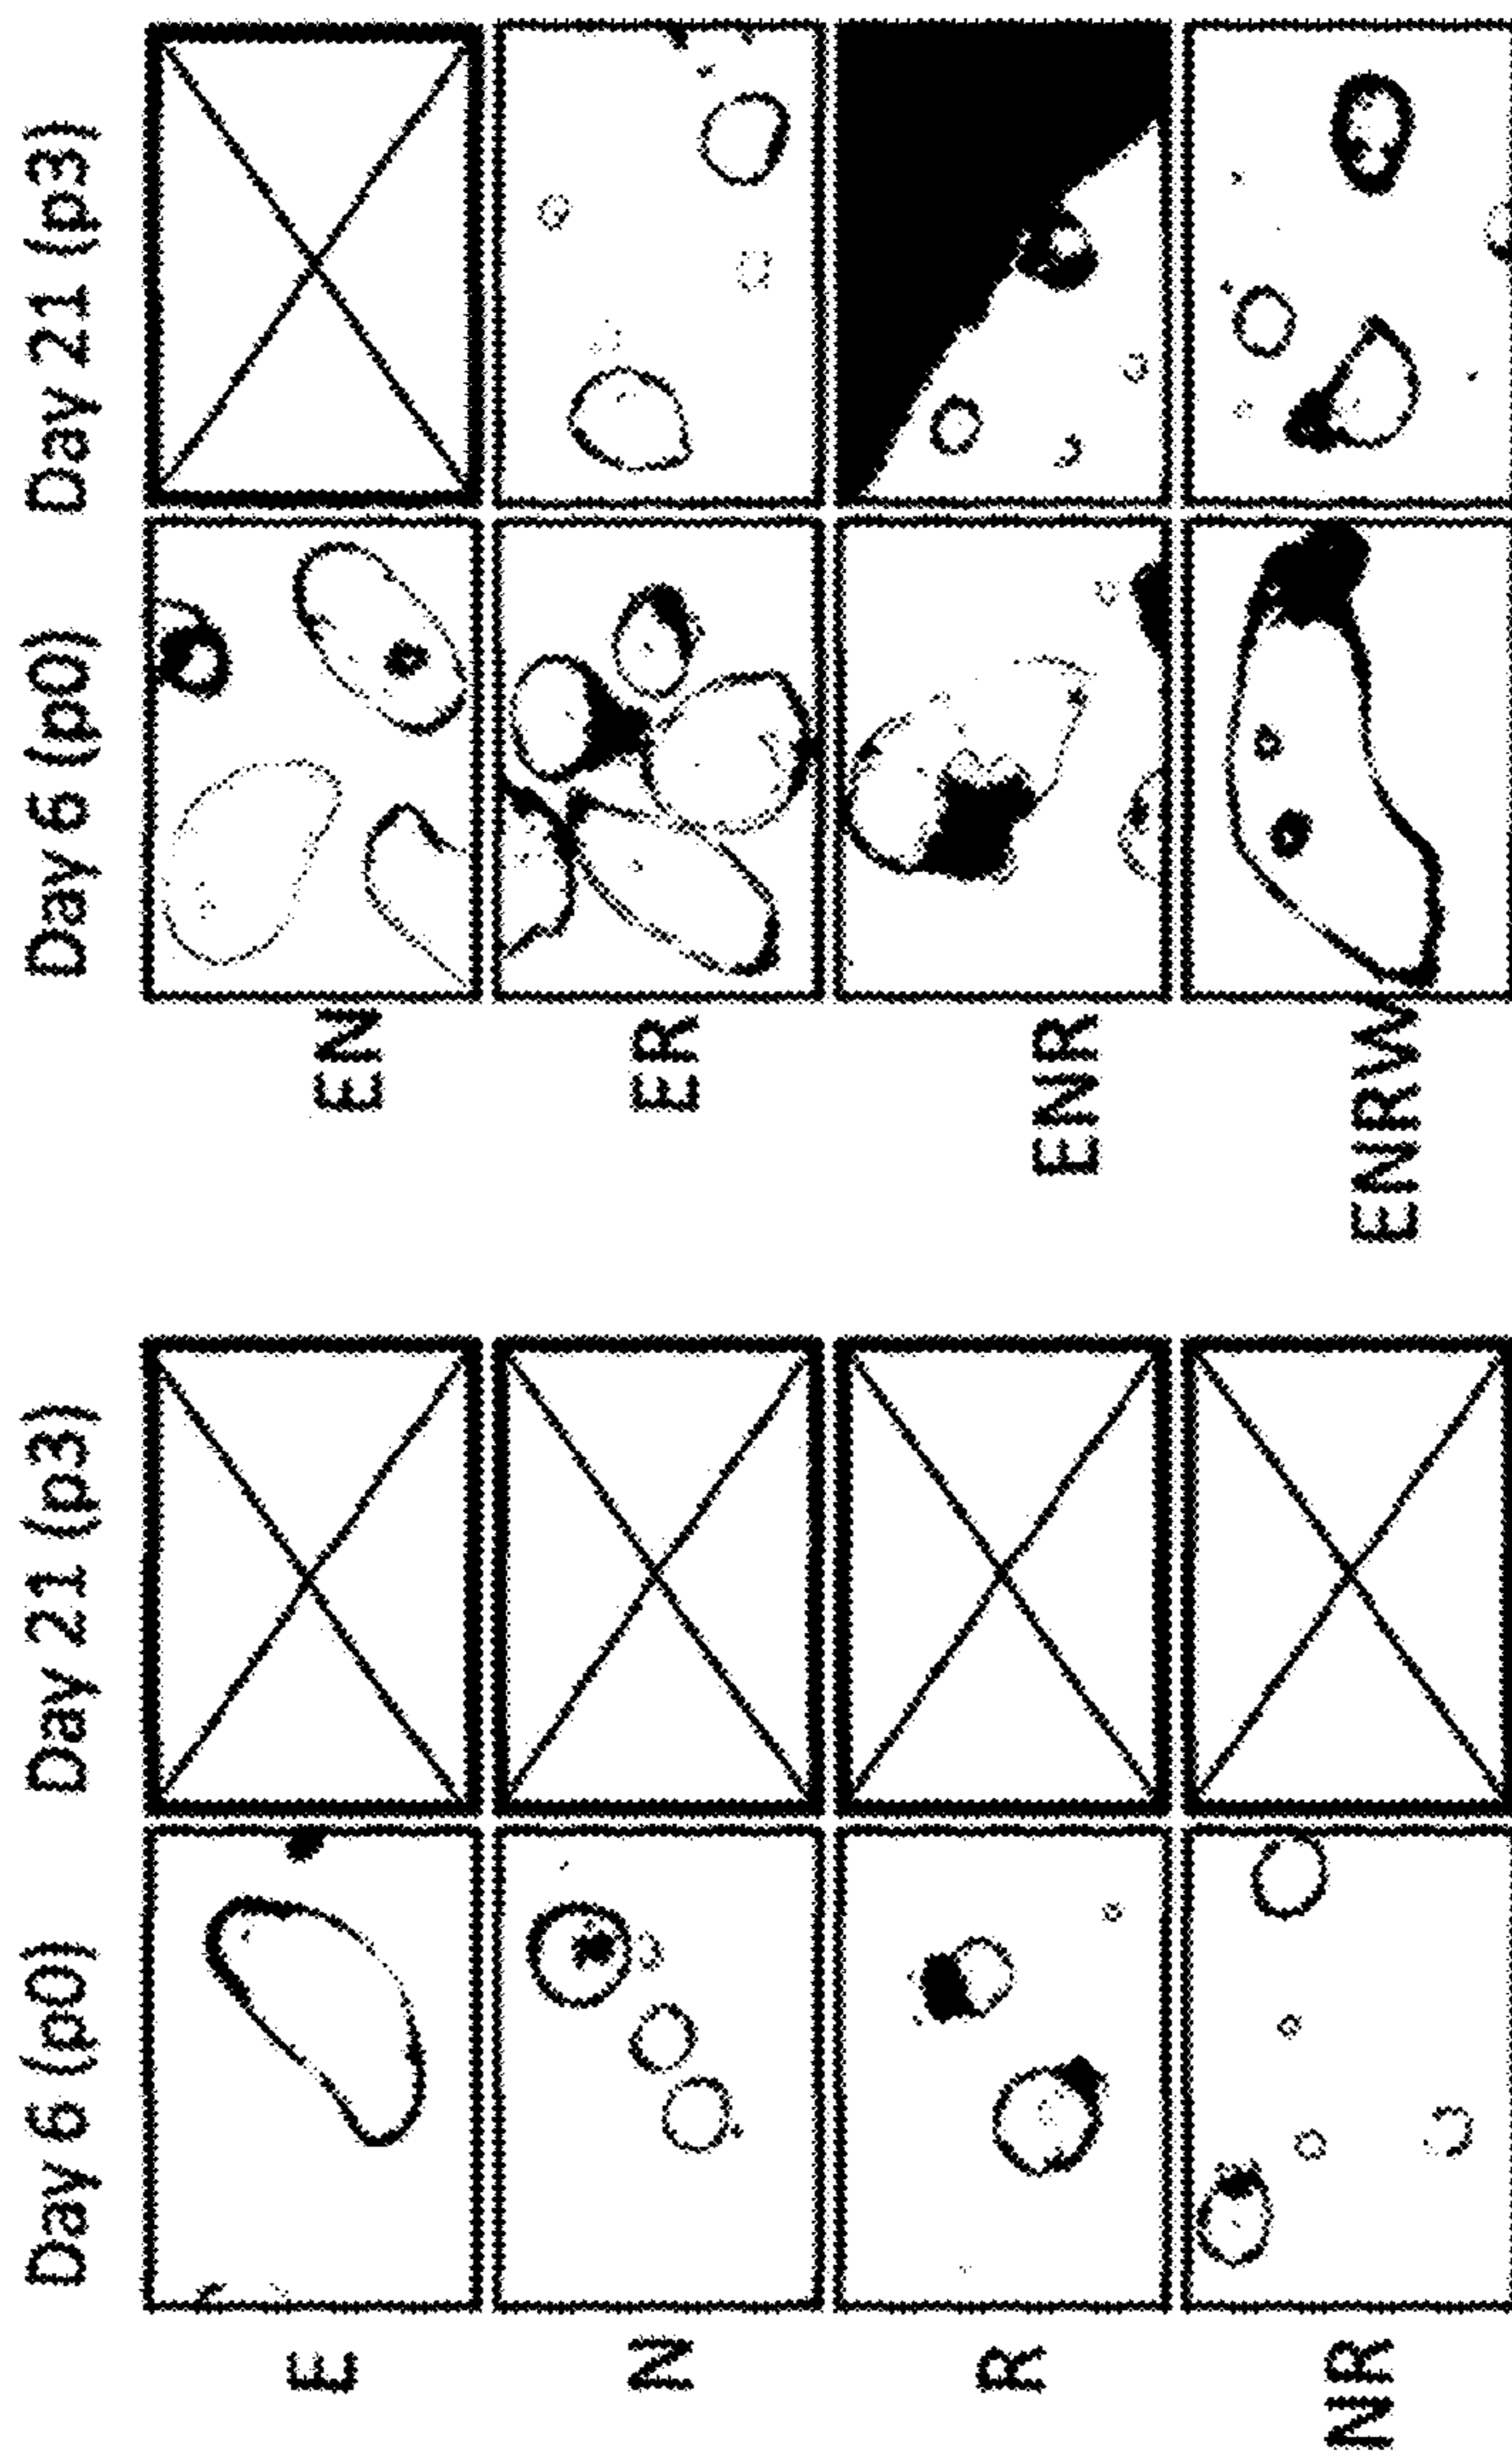 Day 6 (p0) Day 21 (p3) Day 6 (p0) Day 21 (p3)
E EN
N ER
R ENR
NR ENRW